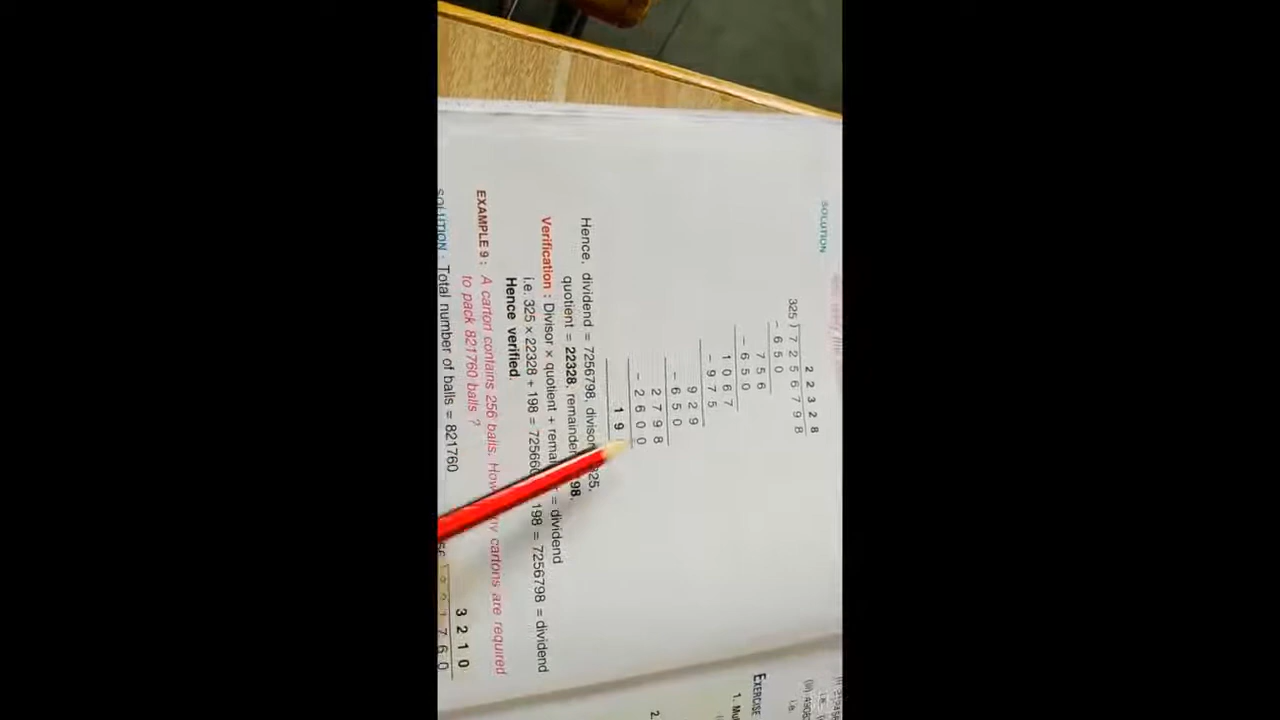 SOLUTION
2 2 3 2 8
325) 7 2 5 6 7 9 8
- 6 5 0
7 5 6
- 6 5 0
1 0 6 7
- 9 7 5
9 2 9
- 6 5 0
2 7 9 8
- 2 6 0 0
1 9
Hence, dividend = 7256798, divisor 325,
quotient = 22328, remainder 98.
Verification : Divisor × quotient + = dividend
i.e. 325 × 22328 + 198 = 198 = 7256798 = dividend
Hence verified.
EXAMPLE 9 : A carton contains 256 balls. How cartons are required
to pack 821760 balls ?
3 2 1 0
SOLUTION : Total number of balls = 821760
EXERCISE
1.
2.